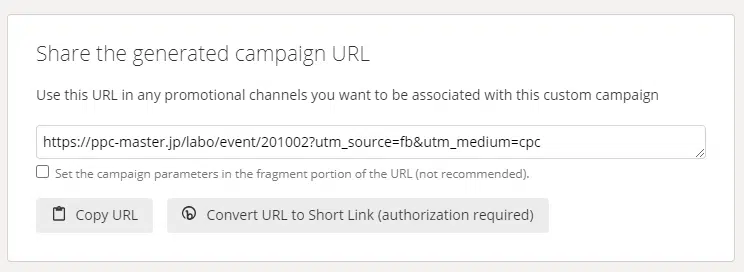 Share the generated campaign URL
Use this URL in any promotional channels you want to be associated with this custom campaign
https://ppc-master.jp/labo/event/201002?utm_source=fb&utm_medium=cpc
Set the campaign parameters in the fragment portion of the URL (not recommended).
Copy URL
Convert URL to Short Link (authorization required)